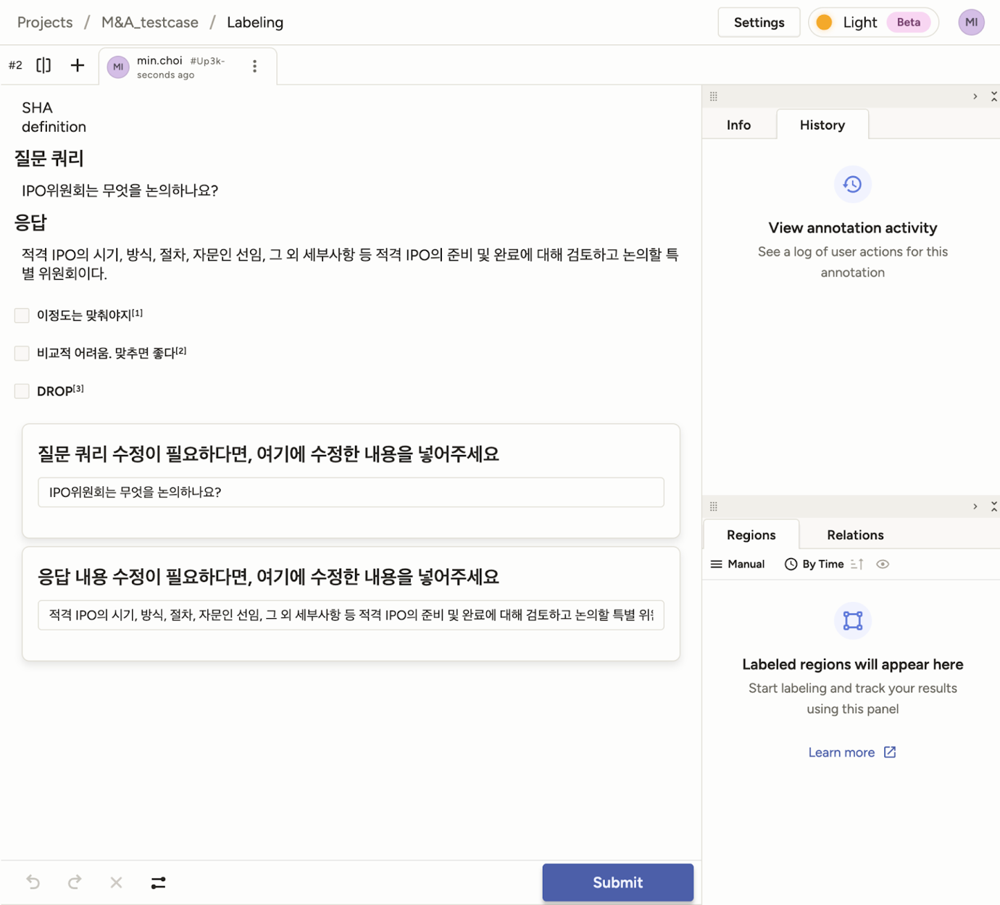 Projects / M&A_testcase / Labeling
Settings
Light Beta
MI
#2
MI
min.choi #Up3k-
seconds ago
SHA
definition
질문 쿼리
IPO위원회는 무엇을 논의하나요?
응답
적격 IPO의 시기, 방식, 절차, 자문인 선임, 그 외 세부사항 등 적격 IPO의 준비 및 완료에 대해 검토하고 논의할 특
별 위원회이다.
이정도는 맞춰야지[1]
비교적 어려움. 맞추면 좋다[2]
DROP[3]
질문 쿼리 수정이 필요하다면, 여기에 수정한 내용을 넣어주세요
IPO위원회는 무엇을 논의하나요?
응답 내용 수정이 필요하다면, 여기에 수정한 내용을 넣어주세요
적격 IPO의 시기, 방식, 절차, 자문인 선임, 그 외 세부사항 등 적격 IPO의 준비 및 완료에 대해 검토하고 논의할 특별
Submit
Info
History
View annotation activity
See a log of user actions for this
annotation
Regions
Relations
Manual
By Time
Labeled regions will appear here
Start labeling and track your results
using this panel
Learn more